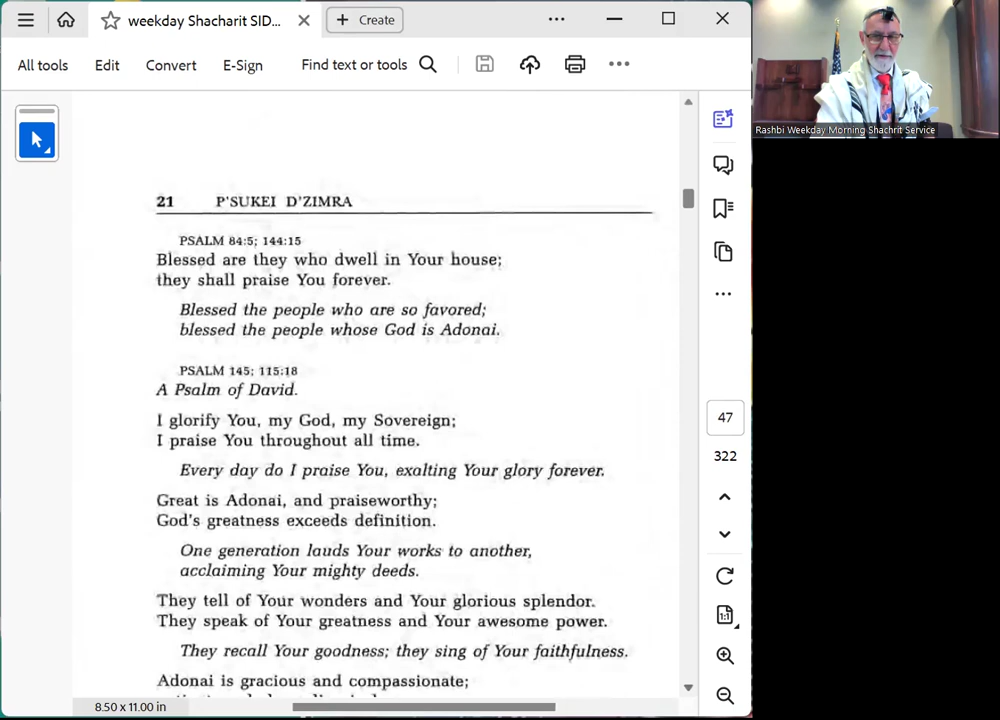 weekday Shacharit SID...
Create
All tools
Edit
Convert
E-Sign
Find text or tools
Rashbi Weekday Morning Shachrit Service
21 P'SUKEI D'ZIMRA
PSALM 84:5; 144:15
Blessed are they who dwell in Your house;
they shall praise You forever.
Blessed the people who are so favored;
blessed the people whose God is Adonai.
PSALM 145; 115:18
A Psalm of David.
I glorify You, my God, my Sovereign;
I praise You throughout all time.
Every day do I praise You, exalting Your glory forever.
Great is Adonai, and praiseworthy;
God's greatness exceeds definition.
One generation lauds Your works to another,
acclaiming Your mighty deeds.
They tell of Your wonders and Your glorious splendor.
They speak of Your greatness and Your awesome power.
They recall Your goodness; they sing of Your faithfulness.
Adonai is gracious and compassionate;
47
322
1:1
8.50 x 11.00 in